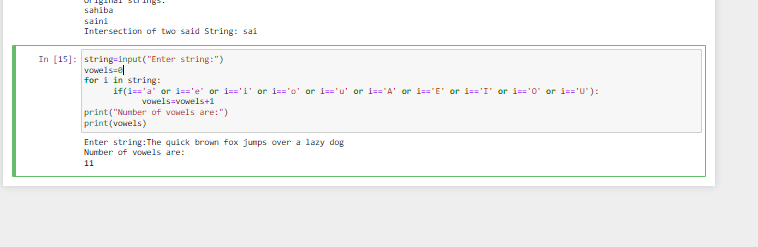 original strings:
sahiba
saini
Intersection of two said String: sai
In [15]: string=input("Enter string:")
vowels=0
for i in string:
if(i=='a' or i=='e' or i=='i' or i=='o' or i=='u' or i=='A' or i=='E' or i=='I' or i=='O' or i=='U'):
vowels=vowels+1
print("Number of vowels are:")
print(vowels)
Enter string:The quick brown fox jumps over a lazy dog
Number of vowels are:
11